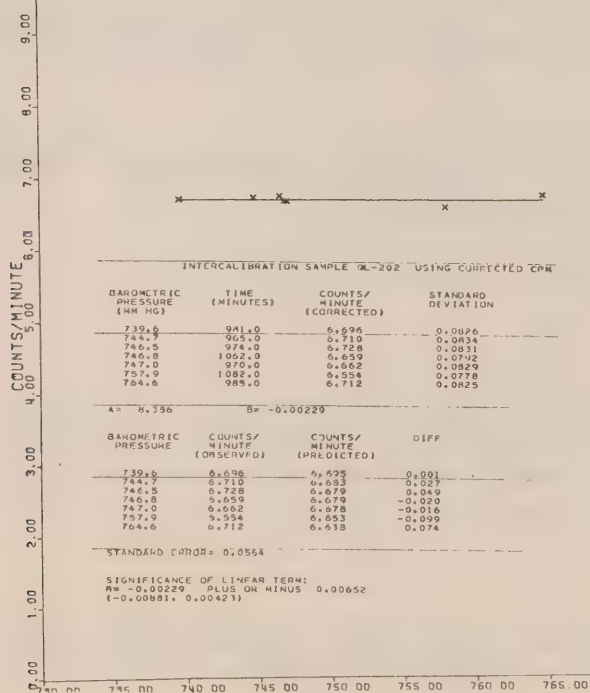 9.00
8.00
7.00
6.00
5.00
4.00
3.00
2.00
1.00
0.00
COUNTS/MINUTE
INTERCALIBRATION SAMPLE QL-202 USING CORRECTED CPM
BAROMETRIC TIME COUNTS/ STANDARD
PRESSURE (MINUTES) MINUTE DEVIATION
(MM HG) (CORRECTED)
739.6 981.0 6.696 0.0826
744.7 965.0 6.710 0.0834
746.5 974.0 6.728 0.0831
746.8 1062.0 6.659 0.0792
747.0 970.0 6.662 0.0829
757.9 1082.0 6.554 0.0778
764.6 985.0 6.712 0.0825
A= 8.396 B= -0.00229
BAROMETRIC COUNTS/ COUNTS/ DIFF
PRESSURE MINUTE MINUTE
(OBSERVED) (PREDICTED)
739.6 6.696 6.695 0.001
744.7 6.710 6.683 0.027
746.5 6.728 6.679 0.049
746.8 6.659 6.679 -0.020
747.0 6.662 6.678 -0.016
757.9 6.554 6.653 -0.099
764.6 6.712 6.638 0.074
STANDARD ERROR= 0.0554
SIGNIFICANCE OF LINEAR TERM:
B= -0.00229 PLUS OR MINUS 0.00652
(-0.00881, 0.00423)
730.00 735.00 740.00 745.00 750.00 755.00 760.00 765.00